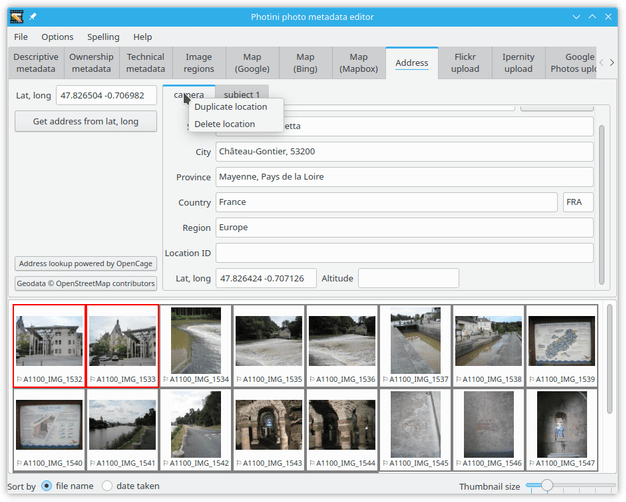 Photini photo metadata editor
File Options Spelling Help
Descriptive metadata
Ownership metadata
Technical metadata
Image regions
Map (Google)
Map (Bing)
Map (Mapbox)
Address
Flickr upload
Ipernity upload
Google Photos uplo
Lat, long 47.826504 -0.706982
Get address from lat, long
camera subject 1
Duplicate location
Delete location
etta
City Château-Gontier, 53200
Province Mayenne, Pays de la Loire
Country France FRA
Region Europe
Location ID
Address lookup powered by OpenCage
Lat, long 47.826424 -0.707126 Altitude
Geodata © OpenStreetMap contributors
A1100_IMG_1532 A1100_IMG_1533 A1100_IMG_1534 A1100_IMG_1535 A1100_IMG_1536 A1100_IMG_1537 A1100_IMG_1538 A1100_IMG_1539
A1100_IMG_1540 A1100_IMG_1541 A1100_IMG_1542 A1100_IMG_1543 A1100_IMG_1544 A1100_IMG_1545 A1100_IMG_1546 A1100_IMG_1547
Sort by file name date taken Thumbnail size